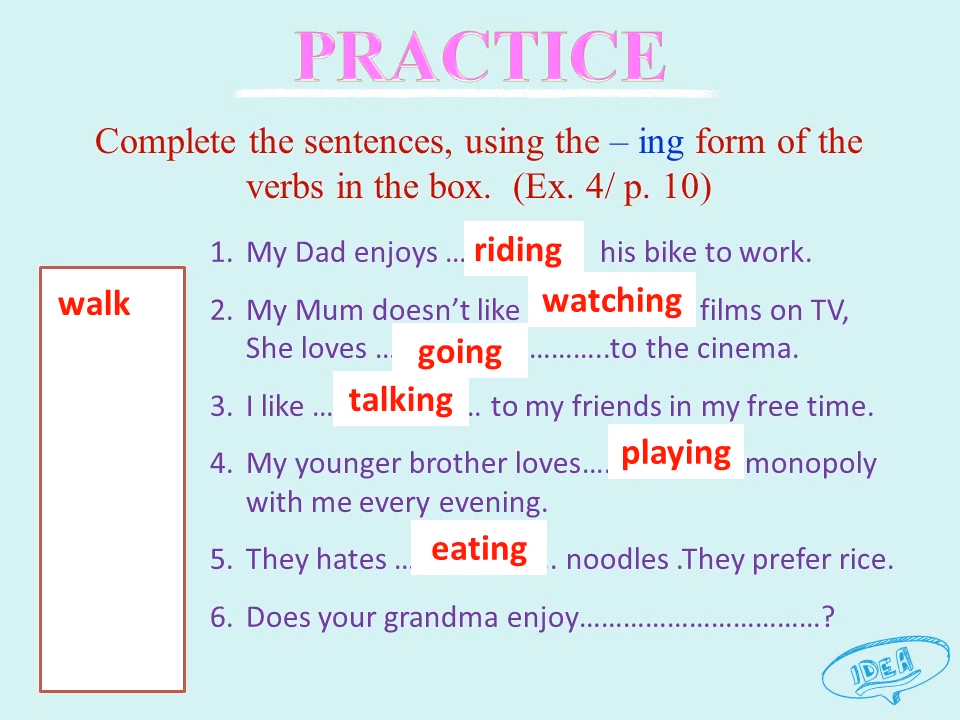 PRACTICE
Complete the sentences, using the – ing form of the
verbs in the box. (Ex. 4/ p. 10)
walk
1. My Dad enjoys … riding his bike to work.
2. My Mum doesn’t like watching films on TV,
She loves … going ………..to the cinema.
3. I like … talking .. to my friends in my free time.
4. My younger brother loves…. playing monopoly
with me every evening.
5. They hates … eating .. noodles .They prefer rice.
6. Does your grandma enjoy……………………………?
IDEA